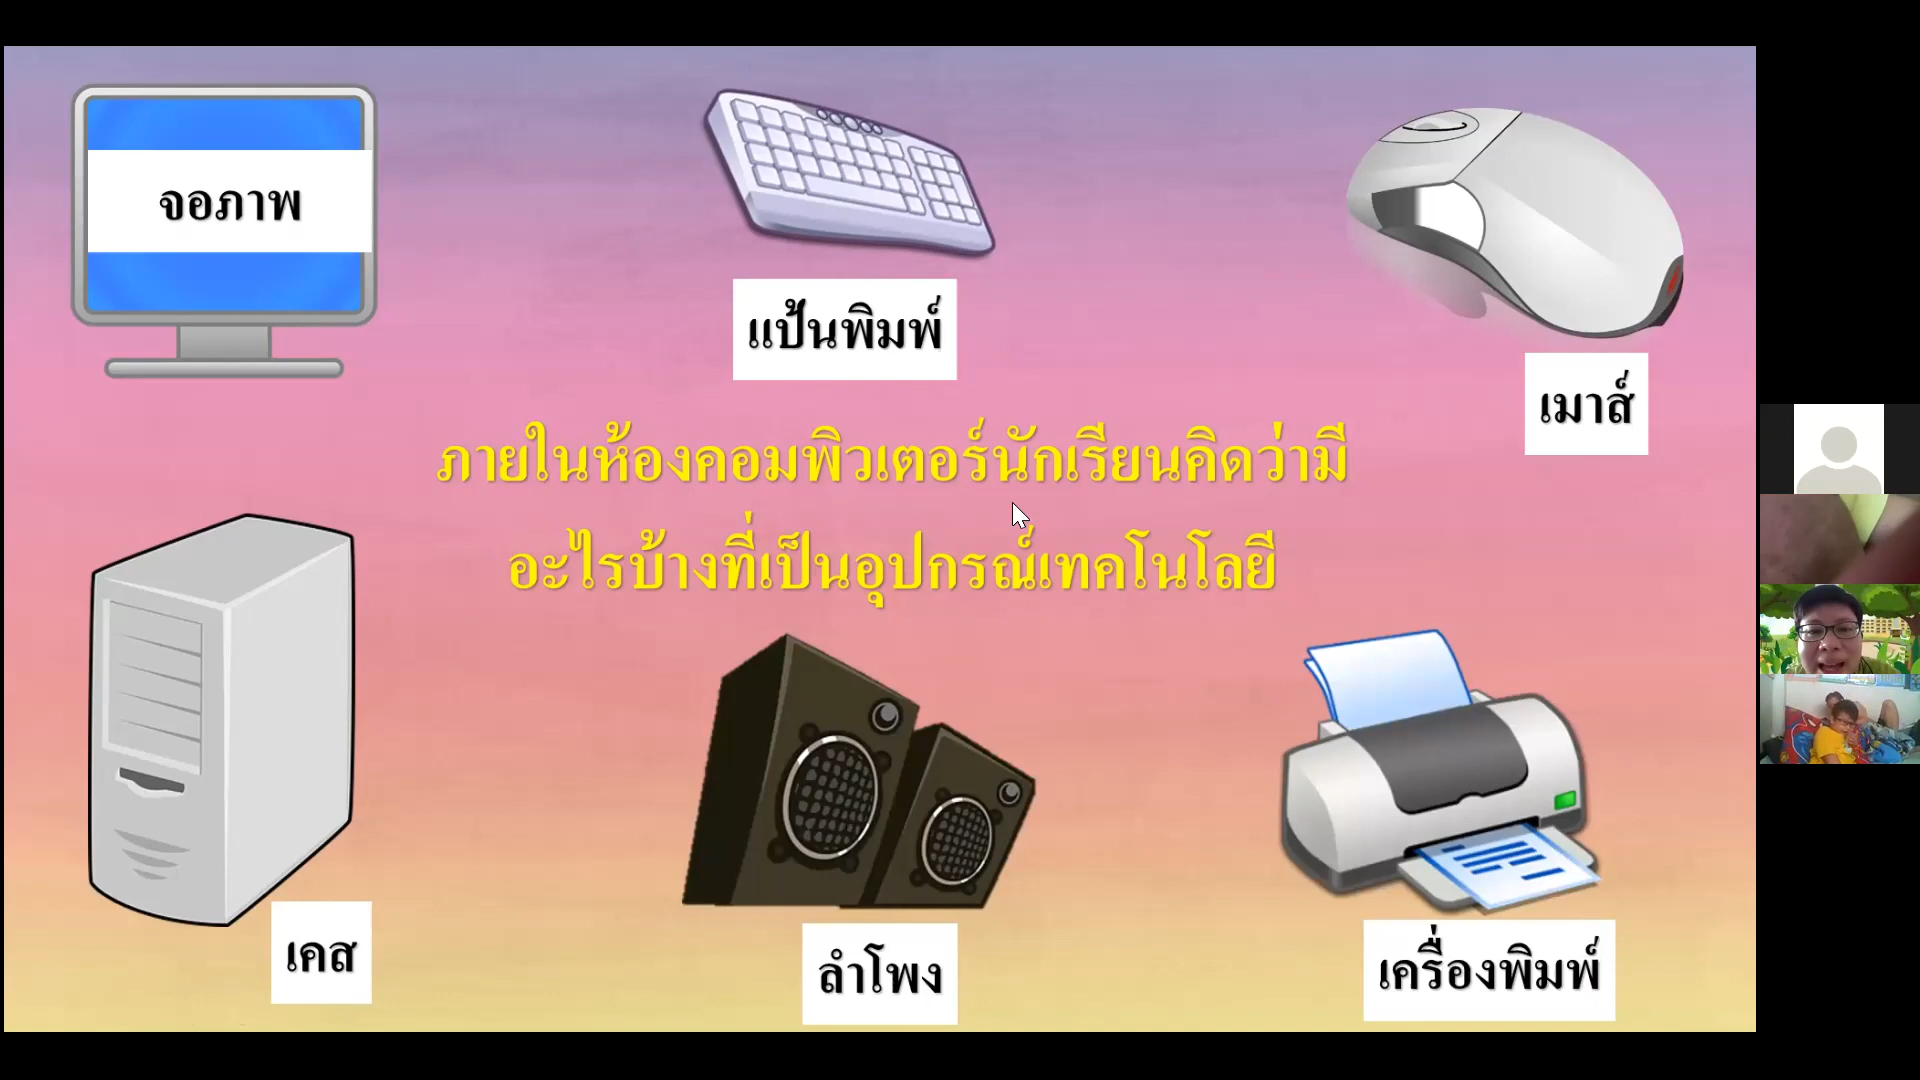 จอภาพ
แป้นพิมพ์
เมาส์
ภายในห้องคอมพิวเตอร์นักเรียนคิดว่ามี
อะไรบ้างที่เป็นอุปกรณ์เทคโนโลยี
เคส
ลำโพง
เครื่องพิมพ์